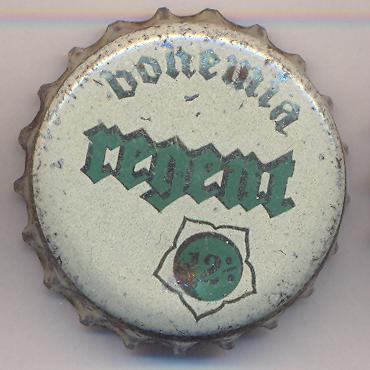 bohemia
regent
12%